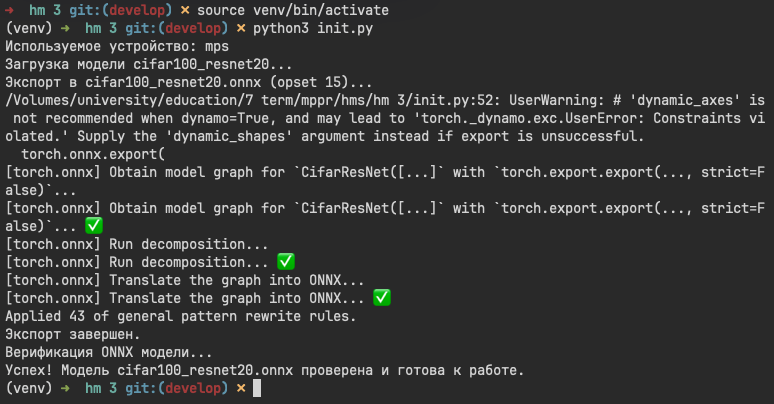 ➜  hm 3 git:(develop) ✗ source venv/bin/activate
(venv) ➜  hm 3 git:(develop) ✗ python3 init.py
Используемое устройство: mps
Загрузка модели cifar100_resnet20...
Экспорт в cifar100_resnet20.onnx (opset 15)...
/Volumes/university/education/7 term/mppr/hms/hm 3/init.py:52: UserWarning: # 'dynamic_axes' is
 not recommended when dynamo=True, and may lead to 'torch._dynamo.exc.UserError: Constraints vi
olated.' Supply the 'dynamic_shapes' argument instead if export is unsuccessful.
  torch.onnx.export(
[torch.onnx] Obtain model graph for `CifarResNet([...]` with `torch.export.export(..., strict=F
alse)`...
[torch.onnx] Obtain model graph for `CifarResNet([...]` with `torch.export.export(..., strict=F
alse)`... ✅
[torch.onnx] Run decomposition...
[torch.onnx] Run decomposition... ✅
[torch.onnx] Translate the graph into ONNX...
[torch.onnx] Translate the graph into ONNX... ✅
Applied 43 of general pattern rewrite rules.
Экспорт завершен.
Верификация ONNX модели...
Успех! Модель cifar100_resnet20.onnx проверена и готова к работе.
(venv) ➜  hm 3 git:(develop) ✗